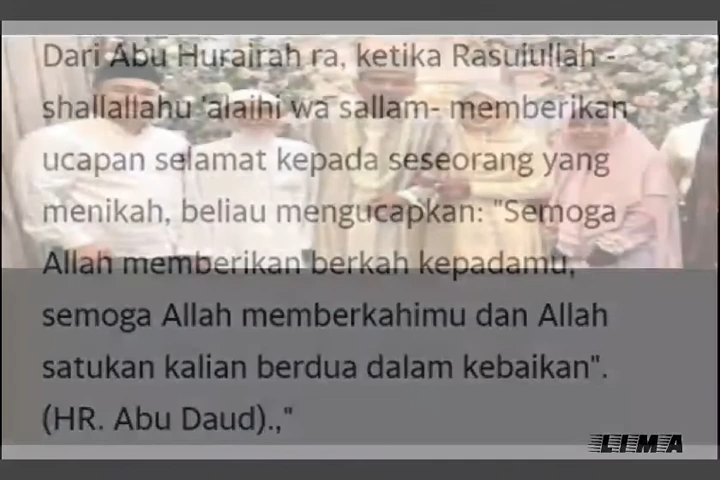 Dari Abu Hurairah ra, ketika Rasulullah -
shallallahu 'alaihi wa sallam- memberikan
ucapan selamat kepada seseorang yang
menikah, beliau mengucapkan: "Semoga
Allah memberikan berkah kepadamu,
semoga Allah memberkahimu dan Allah
satukan kalian berdua dalam kebaikan".
(HR. Abu Daud).,"
LIMA